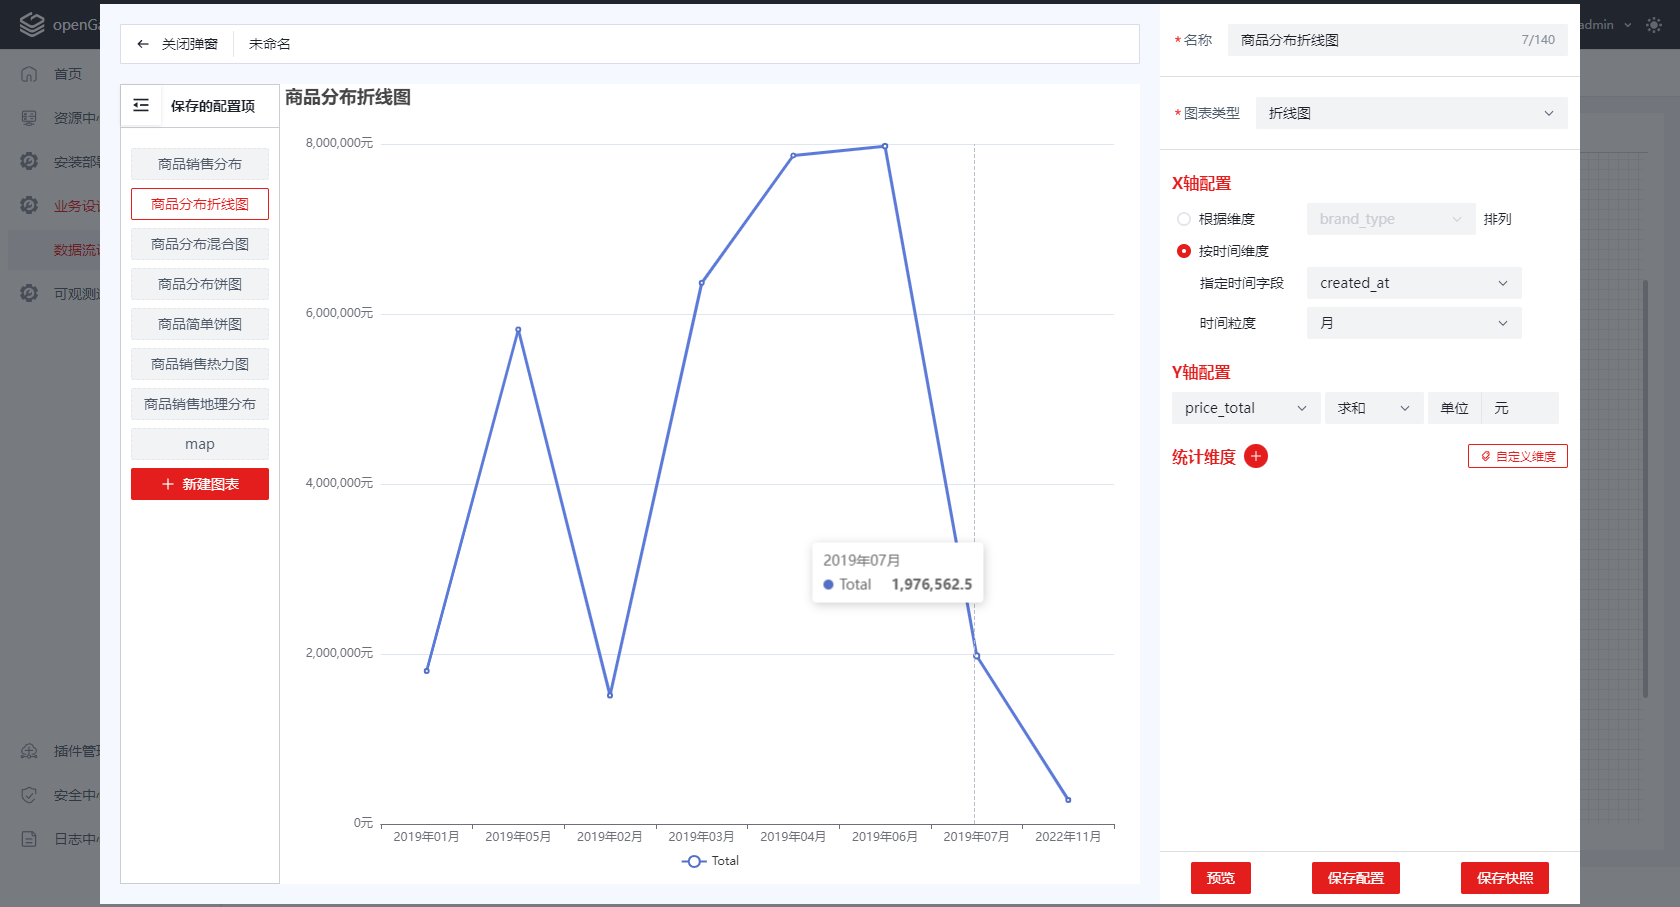 openGa
admin
首页
资源中心
安装部署
业务设计
数据流
可观测
插件管理
安全中心
日志中心
关闭弹窗
未命名
保存的配置项
商品销售分布
商品分布折线图
商品分布混合图
商品分布饼图
商品简单饼图
商品销售热力图
商品销售地理分布
map
新建图表
商品分布折线图
8,000,000元
6,000,000元
4,000,000元
2,000,000元
0元
2019年07月
Total 1,976,562.5
2019年01月 2019年05月 2019年02月 2019年03月 2019年04月 2019年06月 2019年07月 2022年11月
Total
*名称 商品分布折线图 7/140
*图表类型 折线图
X轴配置
根据维度 brand_type 排列
按时间维度
指定时间字段 created_at
时间粒度 月
Y轴配置
price_total 求和 单位 元
统计维度 自定义维度
预览 保存配置 保存快照